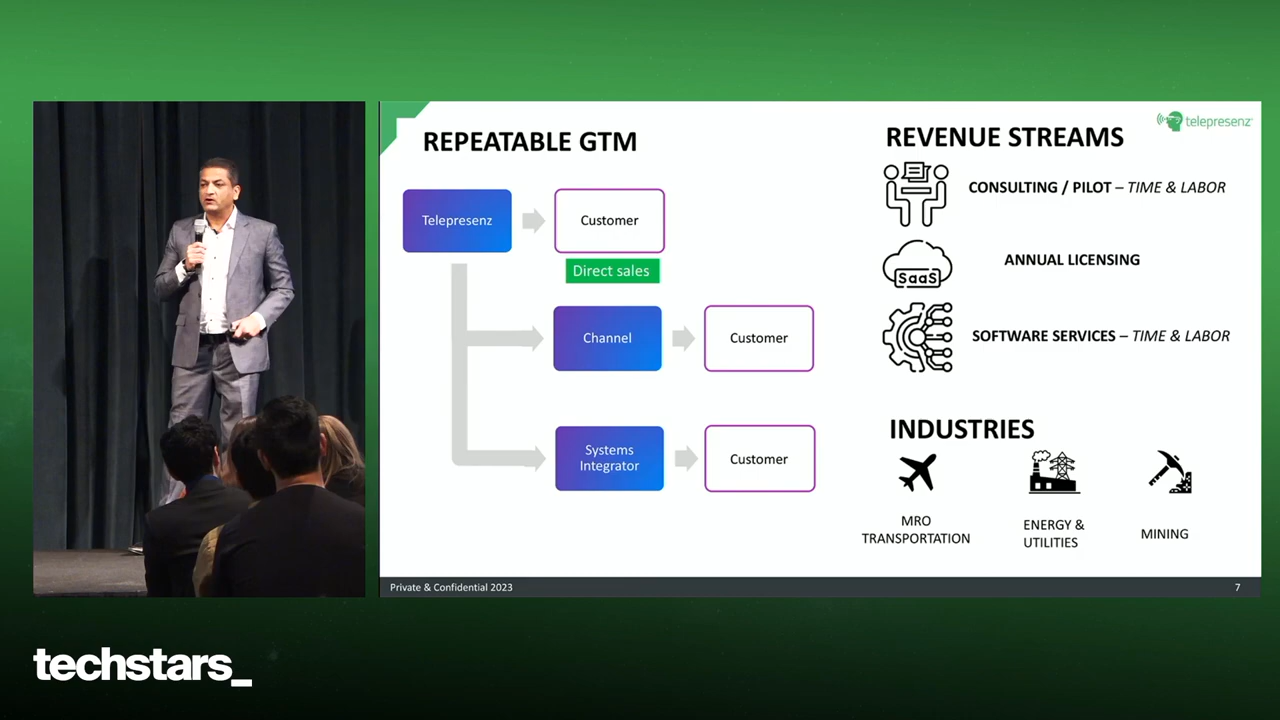 REPEATABLE GTM
Telepresenz
Customer
Direct sales
Channel
Customer
Systems
Integrator
Customer
telepresenz
REVENUE STREAMS
CONSULTING / PILOT – TIME & LABOR
SaaS
ANNUAL LICENSING
SOFTWARE SERVICES – TIME & LABOR
INDUSTRIES
MRO
TRANSPORTATION
ENERGY &
UTILITIES
MINING
Private & Confidential 2023
7
techstars_